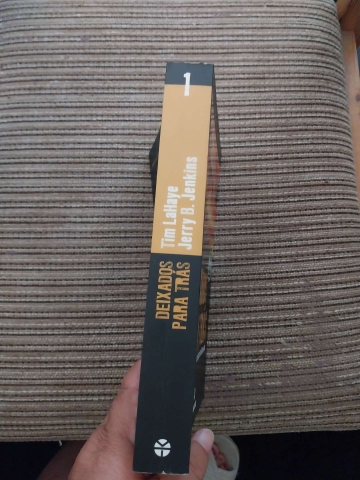 1
Tim LaHaye
Jerry B. Jenkins
DEIXADOS
PARA TRÁS